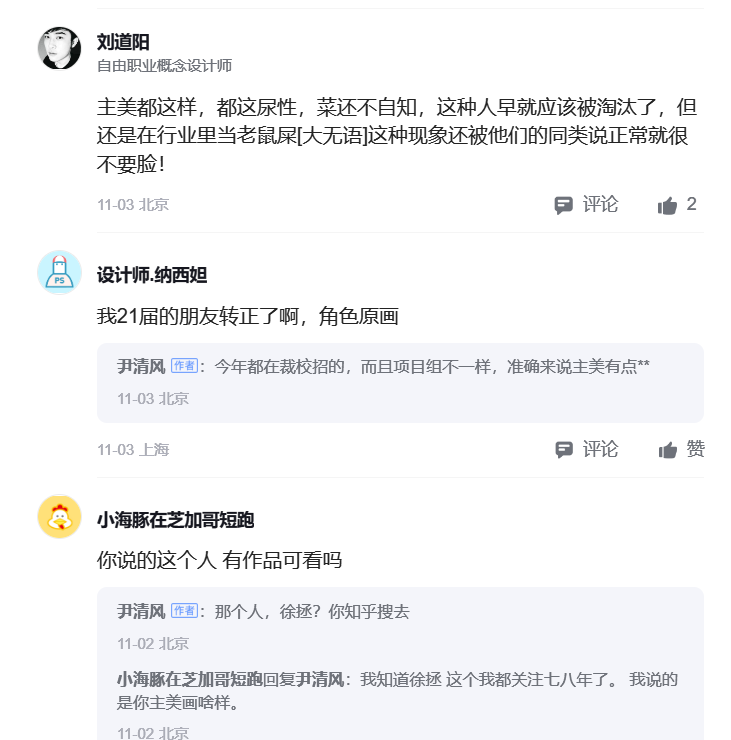 刘道阳
自由职业概念设计师
主美都这样，都这尿性，菜还不自知，这种人早就应该被淘汰了，但
还是在行业里当老鼠屎[大无语]这种现象还被他们的同类说正常就很
不要脸！
11-03 北京 评论 2
PS
设计师.纳西妲
我21届的朋友转正了啊，角色原画
尹清风 作者：今年都在裁校招的，而且项目组不一样，准确来说主美有点**
11-03 北京
11-03 上海 评论 赞
小海豚在芝加哥短跑
你说的这个人 有作品可看吗
尹清风 作者：那个人，徐拯？你知乎搜去
11-02 北京
小海豚在芝加哥短跑回复尹清风：我知道徐拯 这个我都关注七八年了。 我说的
是你主美画啥样。
11-02 北京